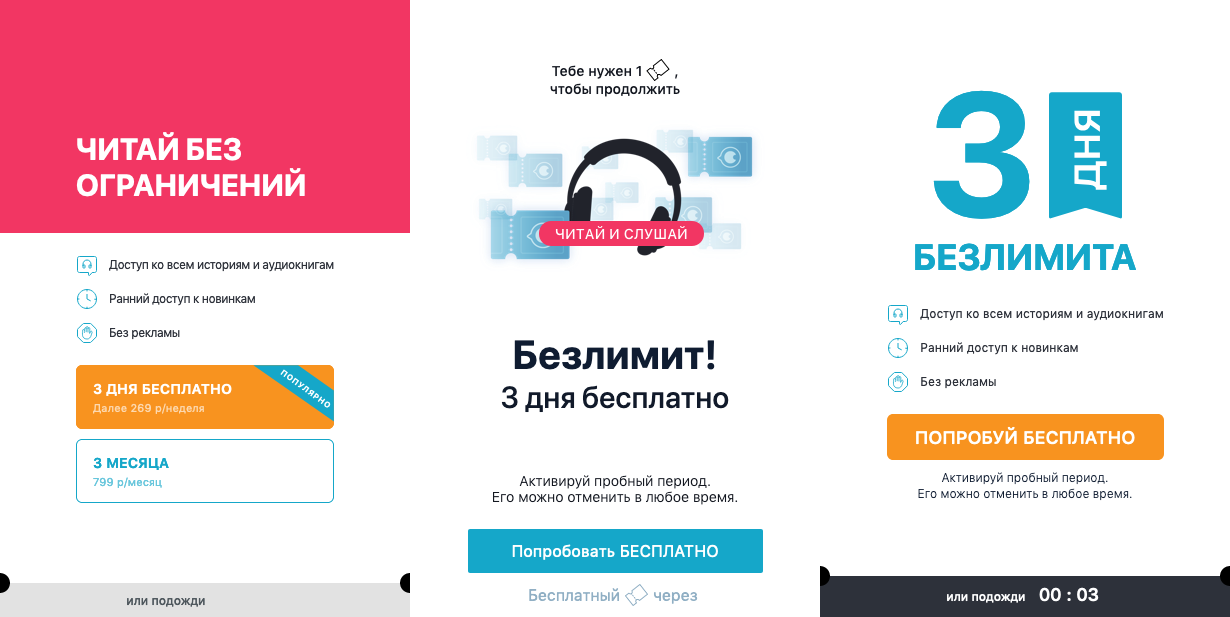 ЧИТАЙ БЕЗ
ОГРАНИЧЕНИЙ
Доступ ко всем историям и аудиокнигам
Ранний доступ к новинкам
Без рекламы
3 ДНЯ БЕСПЛАТНО
Далее 269 р/неделя
ПОПУЛЯРНО
3 МЕСЯЦА
799 р/месяц
или подожди
Тебе нужен 1 ,
чтобы продолжить
ЧИТАЙ И СЛУШАЙ
Безлимит!
3 дня бесплатно
Активируй пробный период.
Его можно отменить в любое время.
Попробовать БЕСПЛАТНО
Бесплатный через
3 ДНЯ
БЕЗЛИМИТА
Доступ ко всем историям и аудиокнигам
Ранний доступ к новинкам
Без рекламы
ПОПРОБУЙ БЕСПЛАТНО
Активируй пробный период.
Его можно отменить в любое время.
или подожди 00 : 03